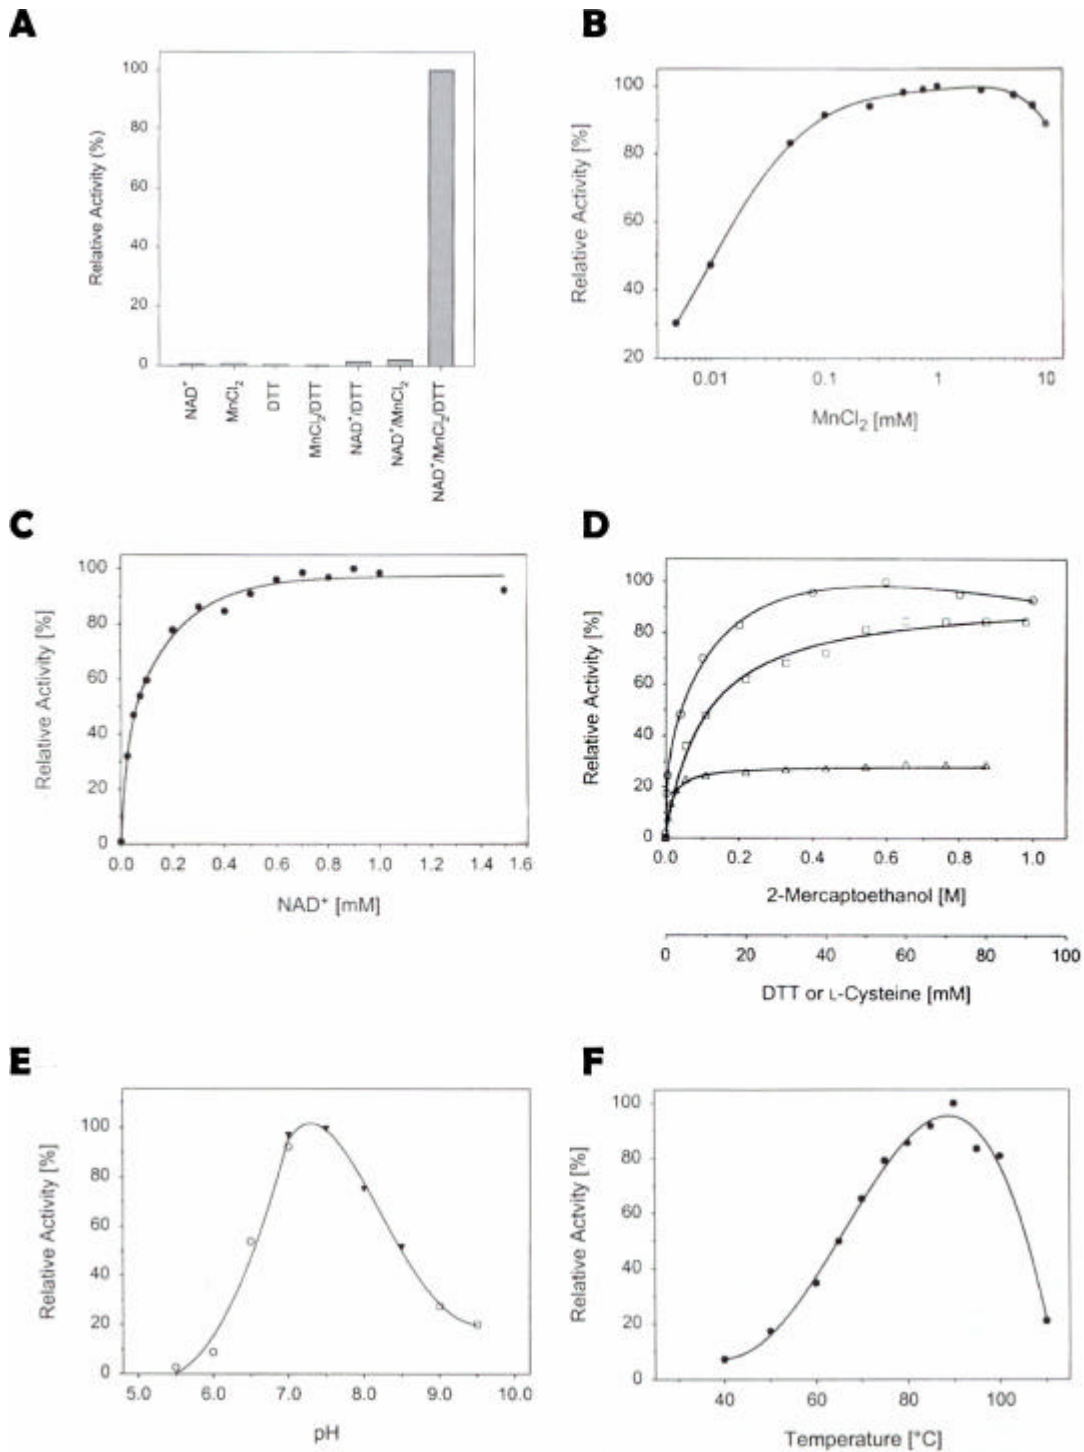 A
Relative Activity (%)
100
80
60
40
20
0
NAD⁺
MnCl₂
DTT
MnCl₂/DTT
NAD⁺/DTT
NAD⁺/MnCl₂
NAD⁺/MnCl₂/DTT
B
Relative Activity [%]
100
80
60
40
20
0.01 0.1 1 10
MnCl₂ [mM]
C
Relative Activity [%]
100
80
60
40
20
0
0.0 0.2 0.4 0.6 0.8 1.0 1.2 1.4 1.6
NAD⁺ [mM]
D
Relative Activity [%]
100
80
60
40
20
0
0.0 0.2 0.4 0.6 0.8 1.0
2-Mercaptoethanol [M]
0 20 40 60 80 100
DTT or L-Cysteine [mM]
E
Relative Activity [%]
100
80
60
40
20
0
5.0 6.0 7.0 8.0 9.0 10.0
pH
F
Relative Actvity [%]
100
80
60
40
20
0
40 60 80 100
Temperature [°C]